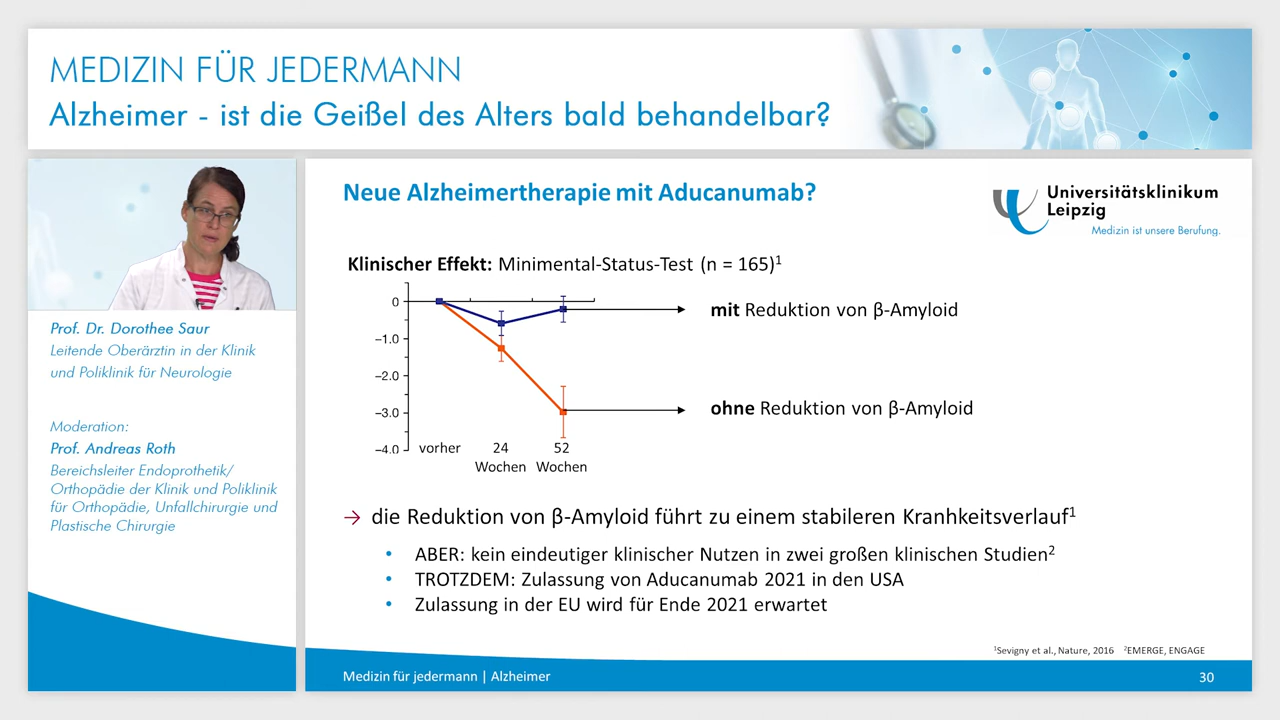 MEDIZIN FÜR JEDERMANN
Alzheimer - ist die Geißel des Alters bald behandelbar?
Prof. Dr. Dorothee Saur
Leitende Oberärztin in der Klinik
und Poliklinik für Neurologie
Moderation:
Prof. Andreas Roth
Bereichsleiter Endoprothetik/
Orthopädie der Klinik und Poliklinik
für Orthopädie, Unfallchirurgie und
Plastische Chirurgie
Neue Alzheimertherapie mit Aducanumab?
Universitätsklinikum
Leipzig
Medizin ist unsere Berufung.
Klinischer Effekt: Minimental-Status-Test (n = 165)¹
0
−1.0
−2.0
−3.0
−4.0
vorher
24
Wochen
52
Wochen
mit Reduktion von β-Amyloid
ohne Reduktion von β-Amyloid
→ die Reduktion von β-Amyloid führt zu einem stabileren Kranhkeitsverlauf¹
• ABER: kein eindeutiger klinischer Nutzen in zwei großen klinischen Studien²
• TROTZDEM: Zulassung von Aducanumab 2021 in den USA
• Zulassung in der EU wird für Ende 2021 erwartet
¹Sevigny et al., Nature, 2016 ²EMERGE, ENGAGE
Medizin für jedermann | Alzheimer
30